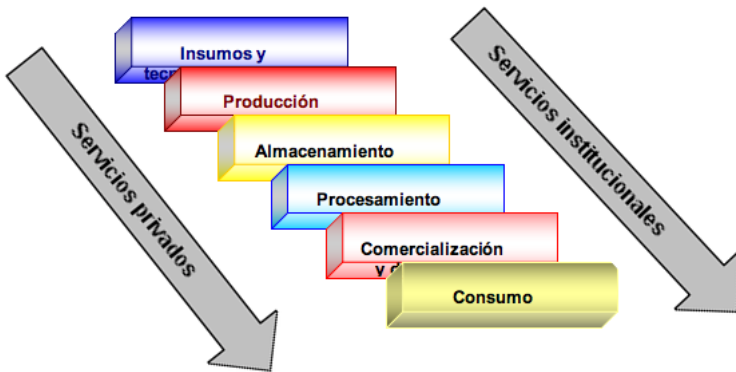 Insumos y
Producción
Almacenamiento
Procesamiento
Comercialización
y
Consumo
Servicios privados
Servicios institucionales